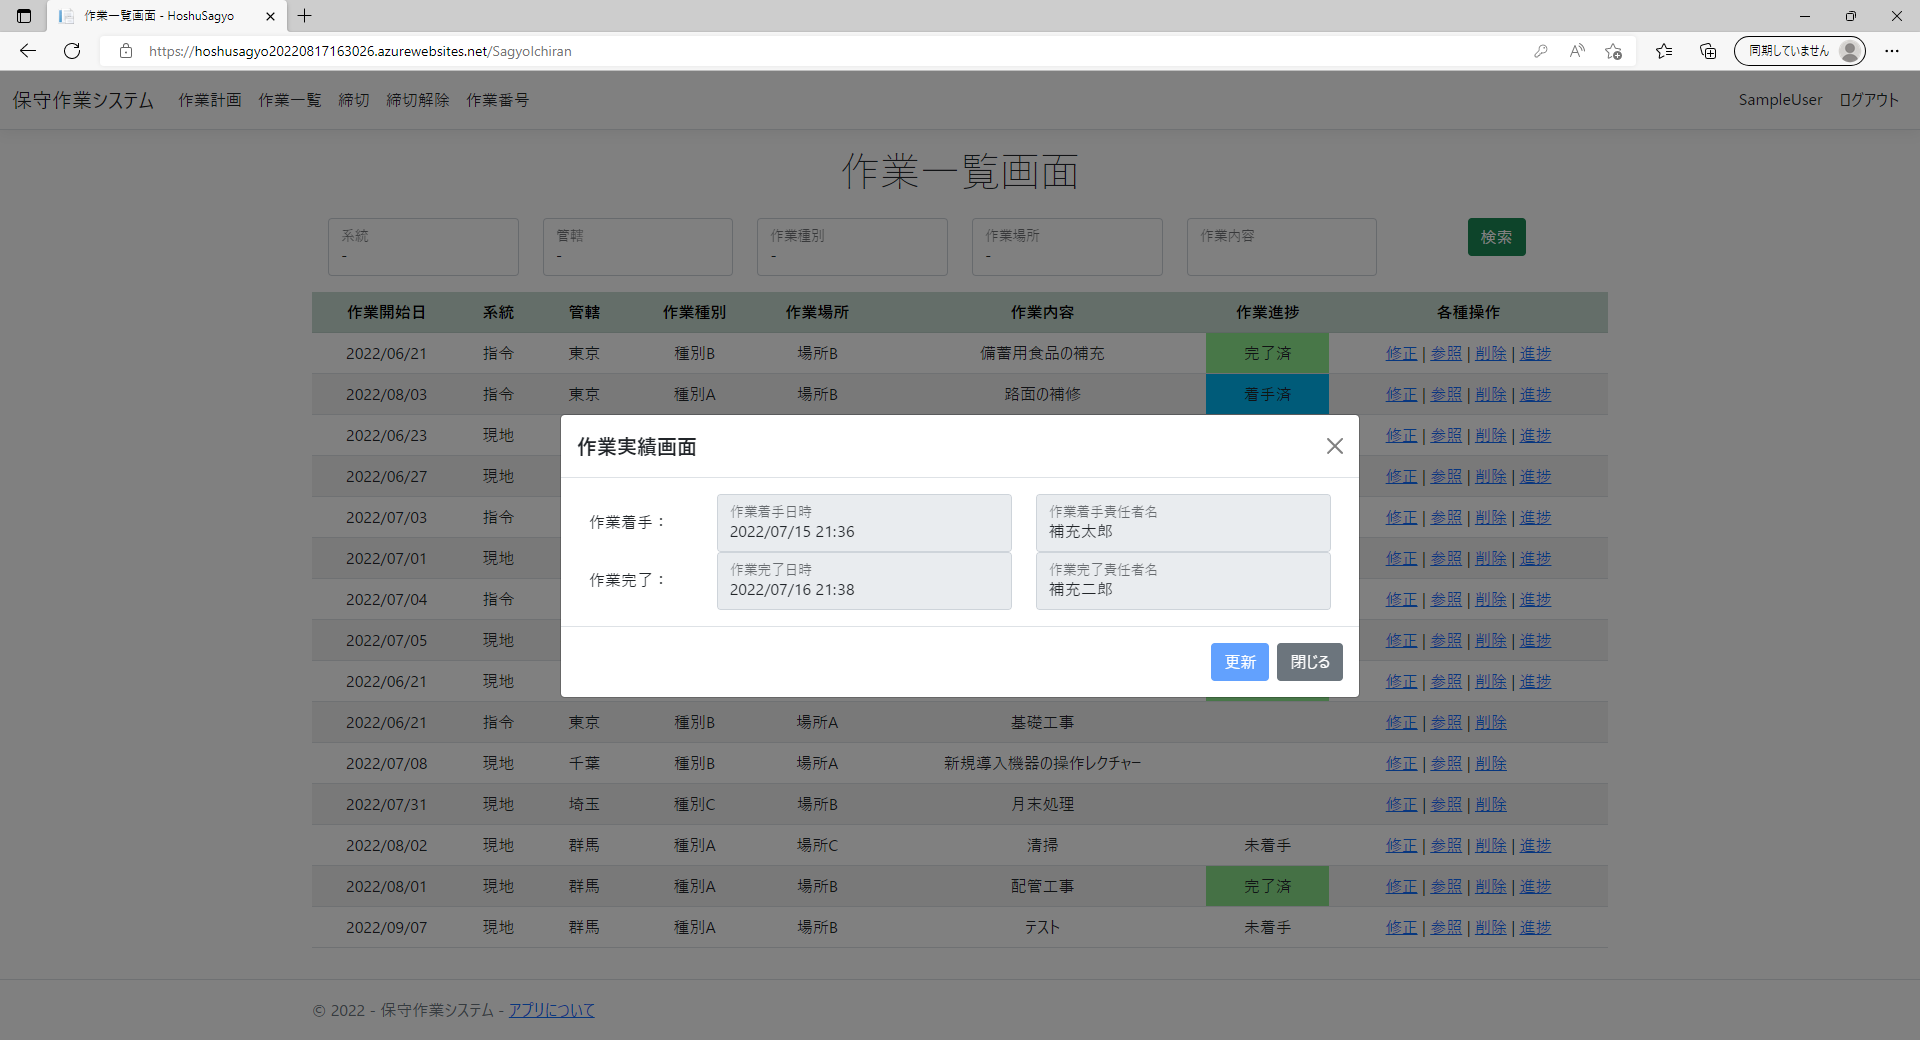 作業一覧画面 - HoshuSagyo
https://hoshusagyo20220817163026.azurewebsites.net/SagyoIchiran
同期していません
保守作業システム 作業計画 作業一覧 締切 締切解除 作業番号 SampleUser ログアウト
作業一覧画面
系統 管轄 作業種別 作業場所 作業内容 検索
- - - -
作業開始日 系統 管轄 作業種別 作業場所 作業内容 作業進捗 各種操作
2022/06/21 指令 東京 種別B 場所B 備蓄用食品の補充 完了済 修正 | 参照 | 削除 | 進捗
2022/08/03 指令 東京 種別A 場所B 路面の補修 着手済 修正 | 参照 | 削除 | 進捗
2022/06/23 現地 修正 | 参照 | 削除 | 進捗
2022/06/27 現地 修正 | 参照 | 削除 | 進捗
2022/07/03 指令 修正 | 参照 | 削除 | 進捗
2022/07/01 現地 修正 | 参照 | 削除 | 進捗
2022/07/04 指令 修正 | 参照 | 削除 | 進捗
2022/07/05 現地 修正 | 参照 | 削除 | 進捗
2022/06/21 現地 修正 | 参照 | 削除 | 進捗
2022/06/21 指令 東京 種別B 場所A 基礎工事 修正 | 参照 | 削除
2022/07/08 現地 千葉 種別B 場所A 新規導入機器の操作レクチャー 修正 | 参照 | 削除
2022/07/31 現地 埼玉 種別C 場所B 月末処理 修正 | 参照 | 削除
2022/08/02 現地 群馬 種別A 場所C 清掃 未着手 修正 | 参照 | 削除 | 進捗
2022/08/01 現地 群馬 種別A 場所B 配管工事 完了済 修正 | 参照 | 削除 | 進捗
2022/09/07 現地 群馬 種別A 場所B テスト 未着手 修正 | 参照 | 削除 | 進捗
作業実績画面
作業着手：
作業着手日時 作業着手責任者名
2022/07/15 21:36 補充太郎
作業完了：
作業完了日時 作業完了責任者名
2022/07/16 21:38 補充二郎
更新 閉じる
© 2022 - 保守作業システム - アプリについて